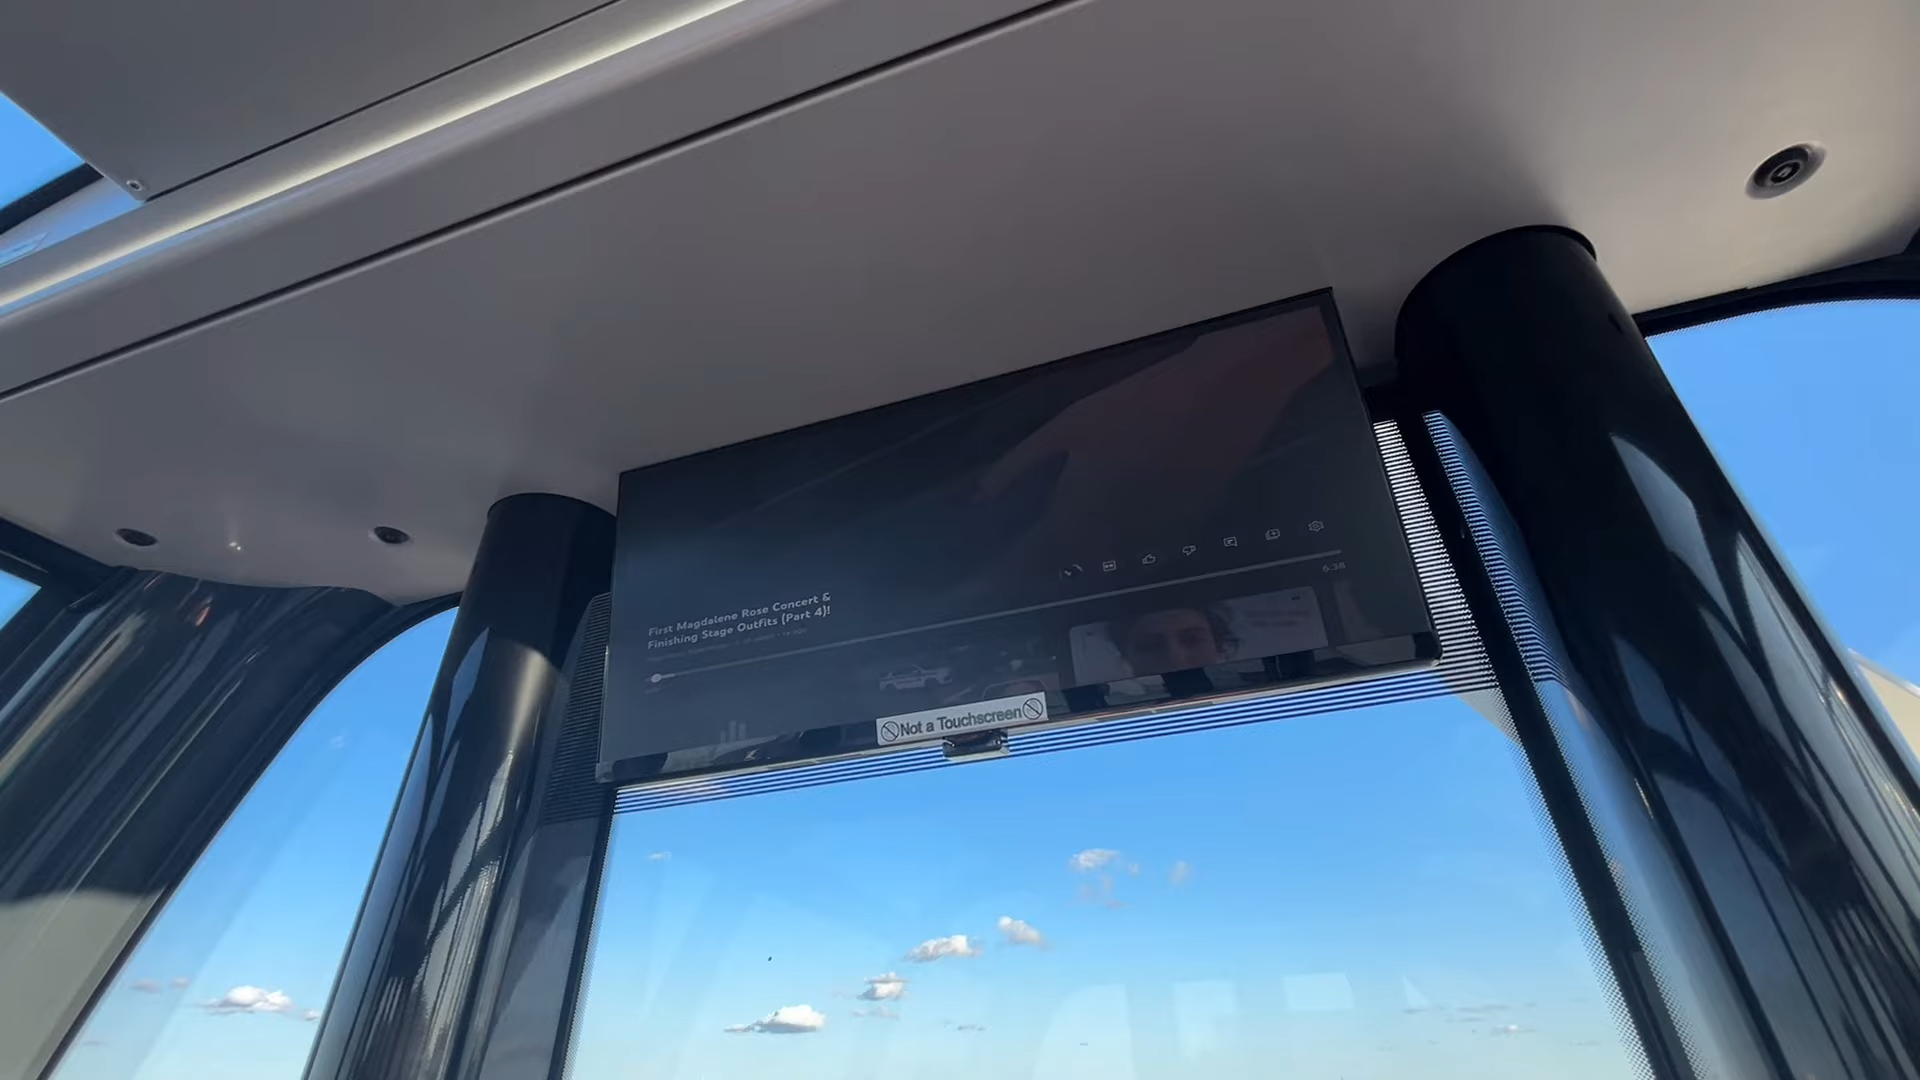 First Magdalene Rose Concert &
Finishing Stage Outfits (Part 4)!
6:38
Not a Touchscreen